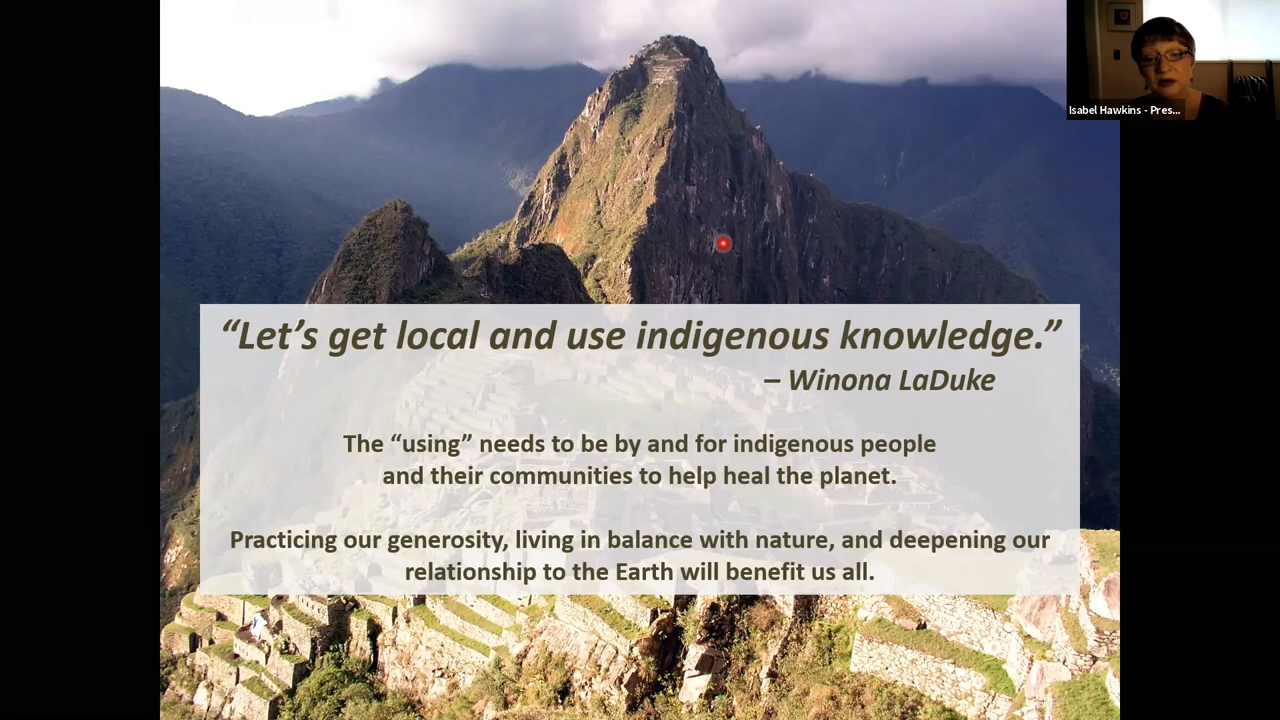 Isabel Hawkins - Pres...
“Let’s get local and use indigenous knowledge.”
– Winona LaDuke
The “using” needs to be by and for indigenous people
and their communities to help heal the planet.
Practicing our generosity, living in balance with nature, and deepening our
relationship to the Earth will benefit us all.